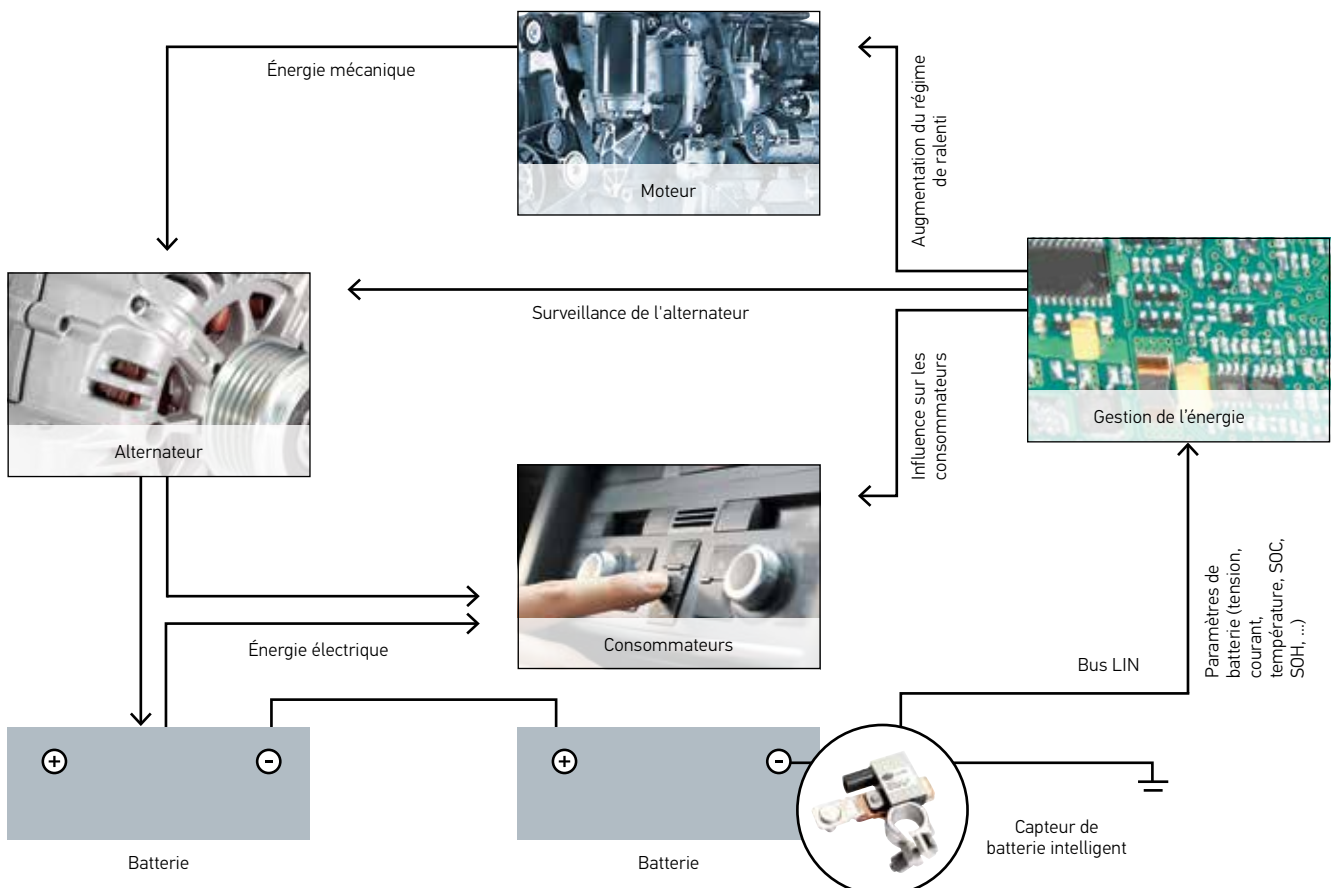 Énergie mécanique
Moteur
Augmentation du régime
de ralenti
Surveillance de l'alternateur
Alternateur
Gestion de l'énergie
Influence sur les
consommateurs
Consommateurs
Énergie électrique
Bus LIN
Paramètres de
batterie (tension,
courant,
température, SOC,
SOH, ...)
+
-
+
-
Capteur de
batterie intelligent
Batterie
Batterie